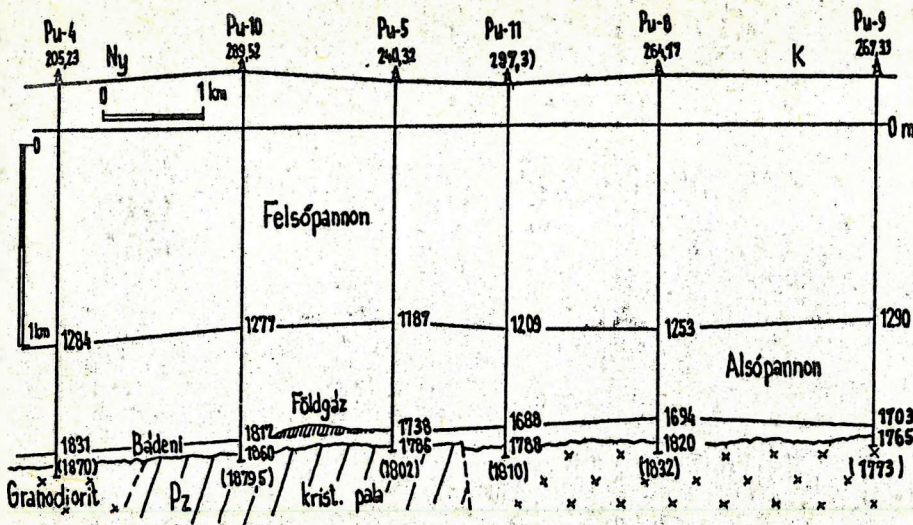 Pu-4
205,23
Pu-10
289,52
Pu-5
240,32
Pu-11
297,3)
Pu-8
264,17
Pu-9
267,33
Ny
K
0
1 km
0 m
0
1 km
Felsőpannon
1284
1277
1187
1209
1253
1290
Alsópannon
Földgáz
1831
Bádeni
1817
1860
1738
1786
1688
1788
1694
1820
1703
1765
(1870)
(1879,5)
(1802)
(1810)
(1832)
(1773)
Granodiorit
Pz
krist. pala